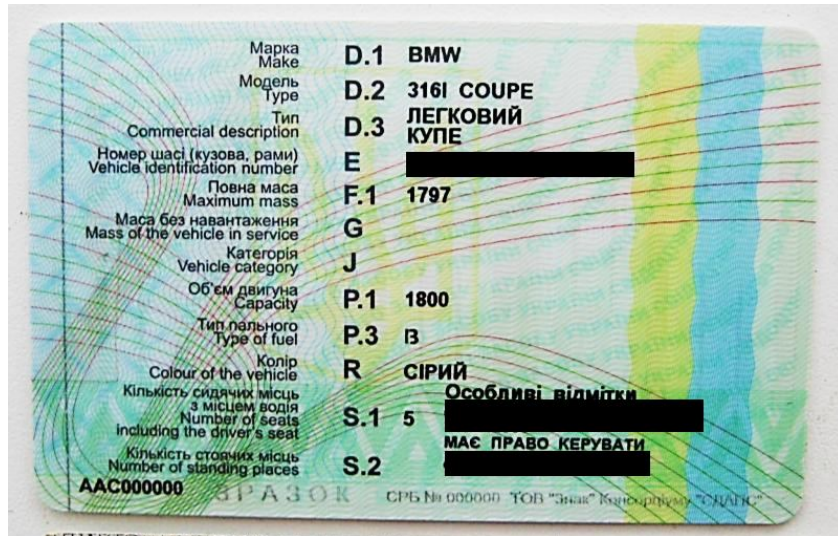 Марка
Make D.1 BMW
Модель
Type D.2 316I COUPE
Тип
Commercial description D.3 ЛЕГКОВИЙ
КУПЕ
Номер шасі (кузова, рами)
Vehicle identification number E
Повна маса
Maximum mass F.1 1797
Маса без навантаження
Mass of the vehicle in service G
Категорія
Vehicle category J
Об'єм двигуна
Capacity P.1 1800
Тип пального
Type of fuel P.3 В
Колір
Colour of the vehicle R СІРИЙ
Кількість сидячих місць
з місцем водія
Number of seats
including the driver's seat S.1 5
Особливі відмітки
МАЄ ПРАВО КЕРУВАТИ
Кількість стоячих місць
Number of standing places S.2
AAC000000
ЗРАЗОК СРБ № 000000 ТОВ "Знак" Консорціуму "ЄДАПС"